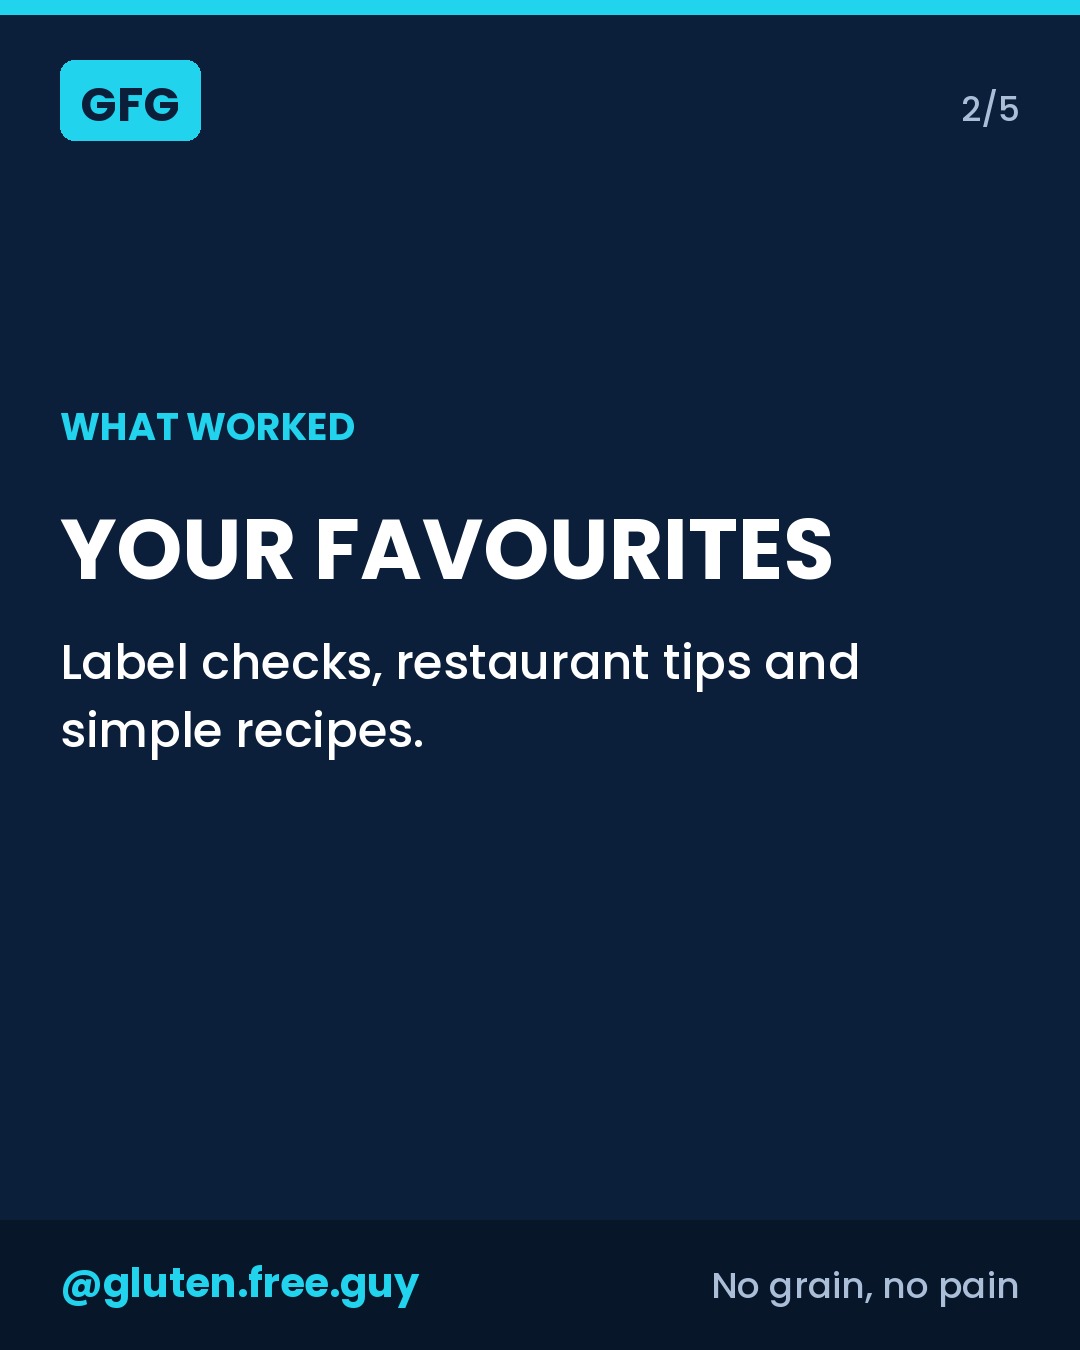 GFG
2/5
WHAT WORKED
YOUR FAVOURITES
Label checks, restaurant tips and
simple recipes.
@gluten.free.guy
No grain, no pain